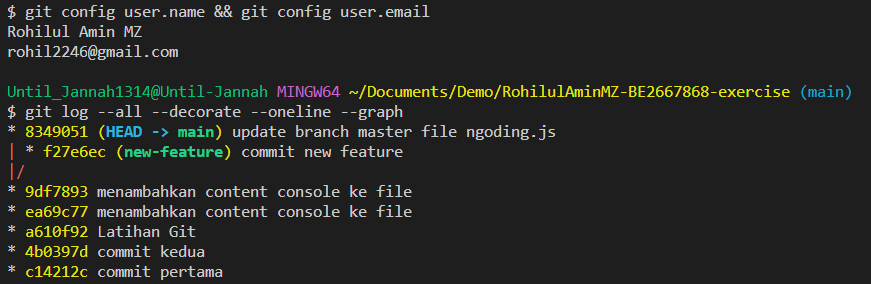 $ git config user.name && git config user.email
Rohilul Amin MZ
rohil2246@gmail.com
Until_Jannah1314@Until-Jannah MINGW64 ~/Documents/Demo/RohilulAminMZ-BE2667868-exercise (main)
$ git log --all --decorate --oneline --graph
* 8349051 (HEAD -> main) update branch master file ngoding.js
| * f27e6ec (new-feature) commit new feature
|/
* 9df7893 menambahkan content console ke file
* ea69c77 menambahkan content console ke file
* a610f92 Latihan Git
* 4b0397d commit kedua
* c14212c commit pertama